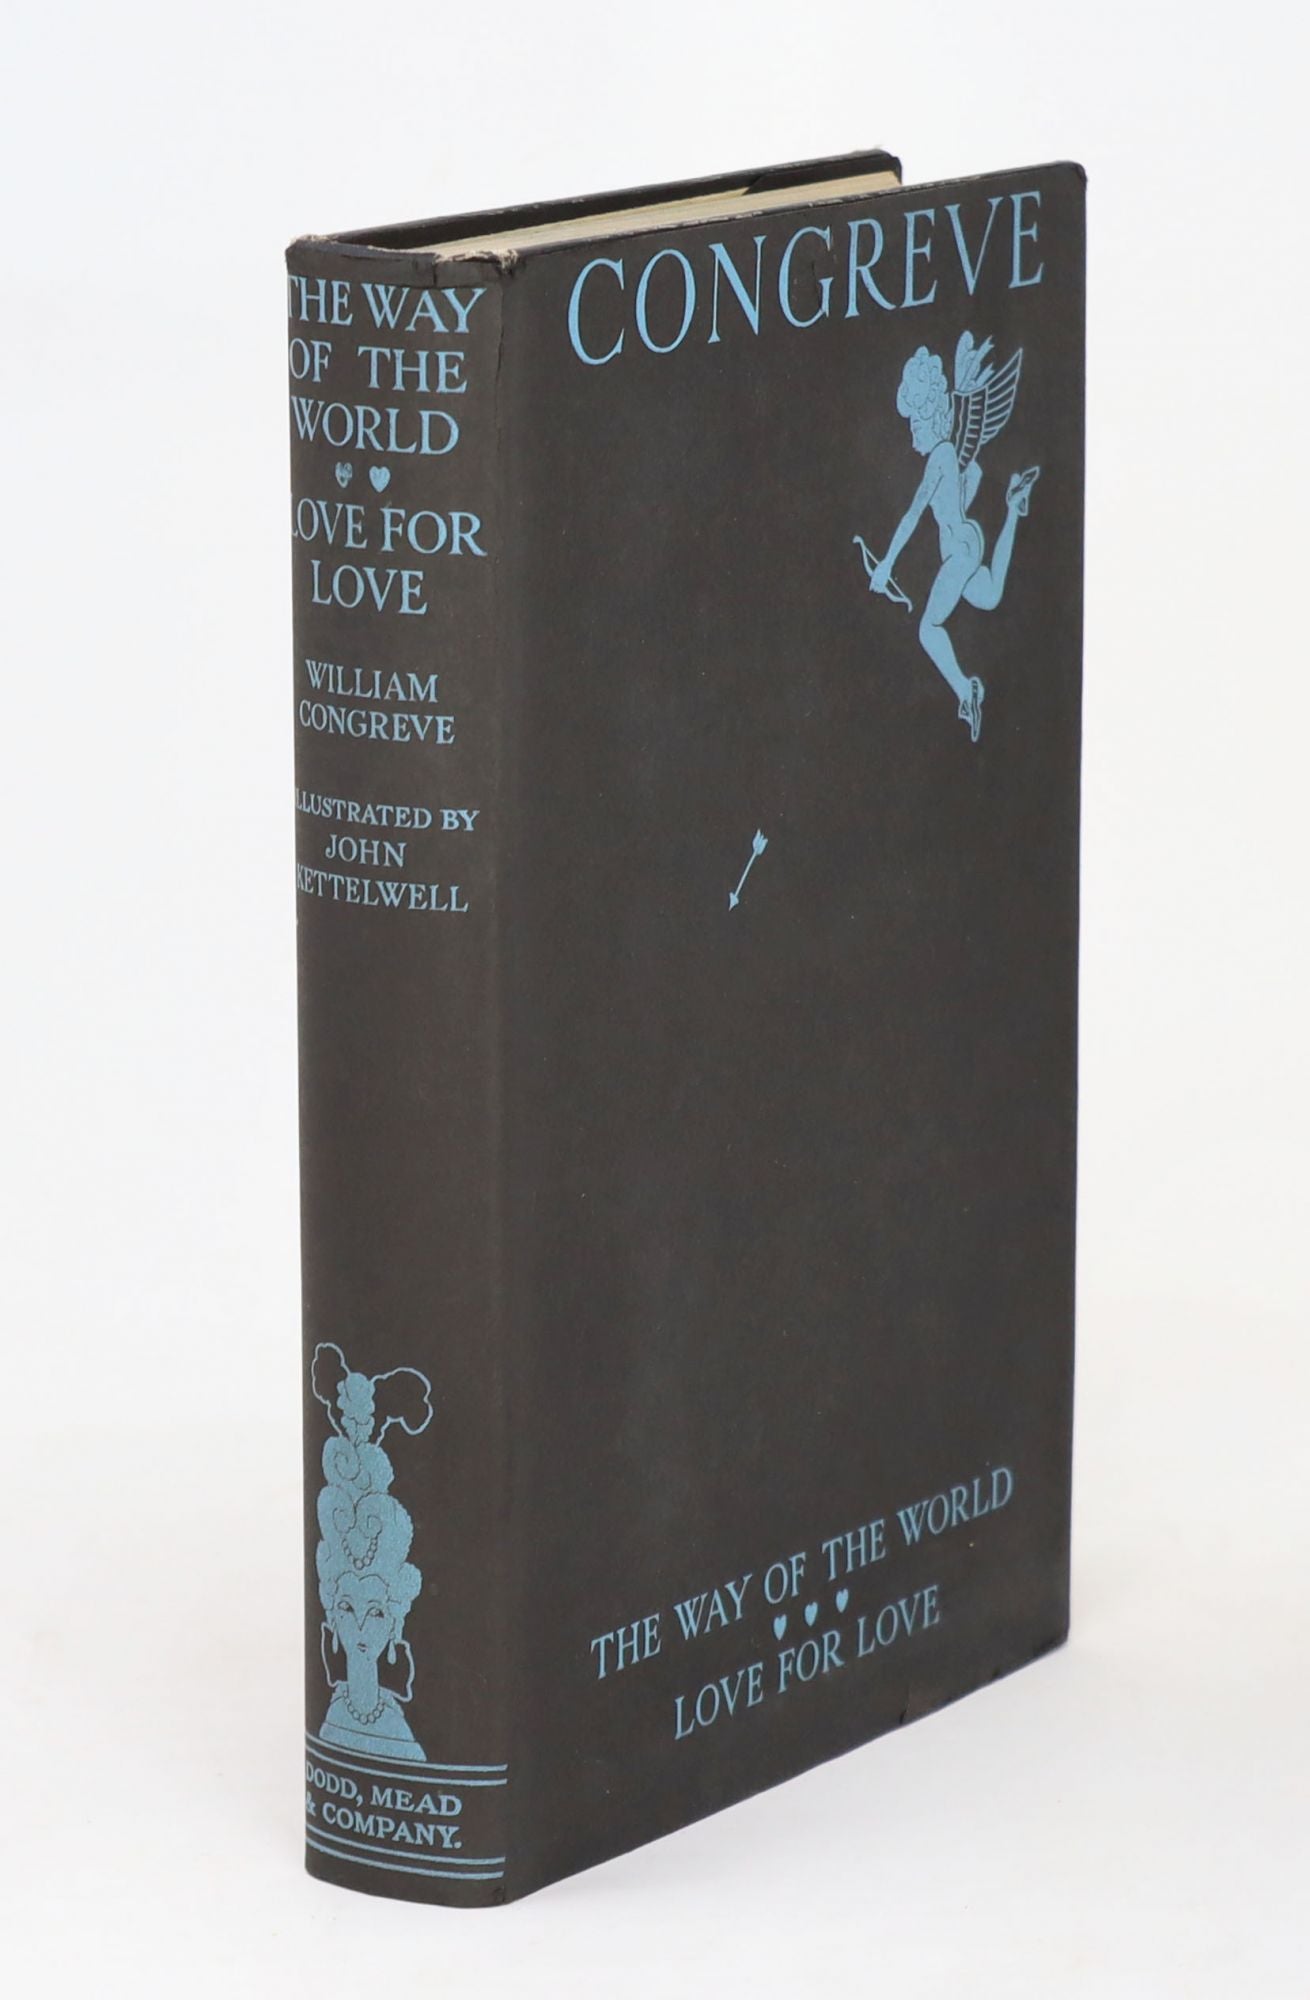 THE WAY
OF THE
WORLD
LOVE FOR
LOVE
WILLIAM
CONGREVE
ILLUSTRATED BY
JOHN
KETTELWELL
DODD, MEAD
& COMPANY.
CONGREVE
THE WAY OF THE WORLD
LOVE FOR LOVE